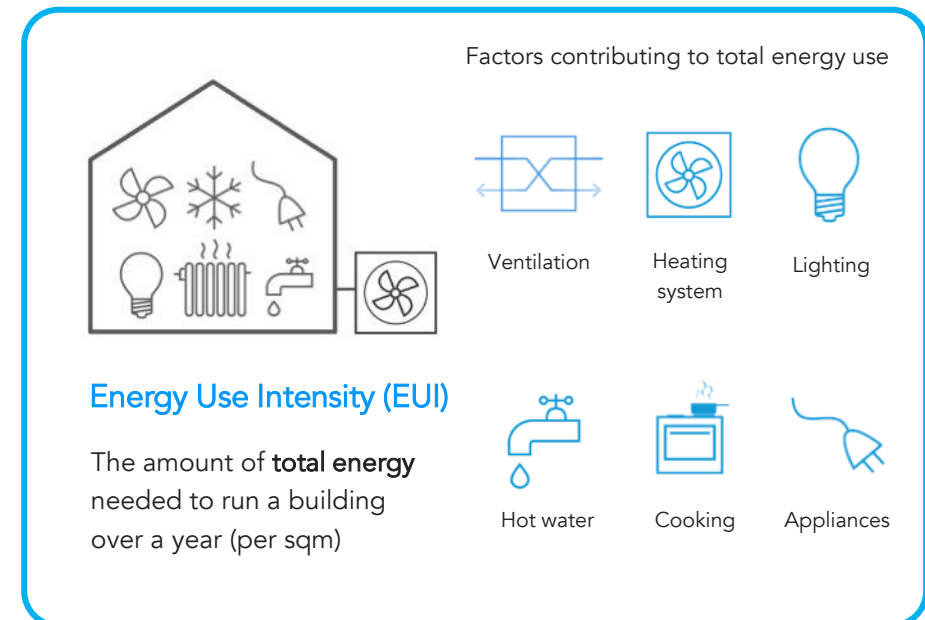 Factors contributing to total energy use
Ventilation
Heating
system
Lighting
Energy Use Intensity (EUI)
The amount of total energy
needed to run a building
over a year (per sqm)
Hot water
Cooking
Appliances